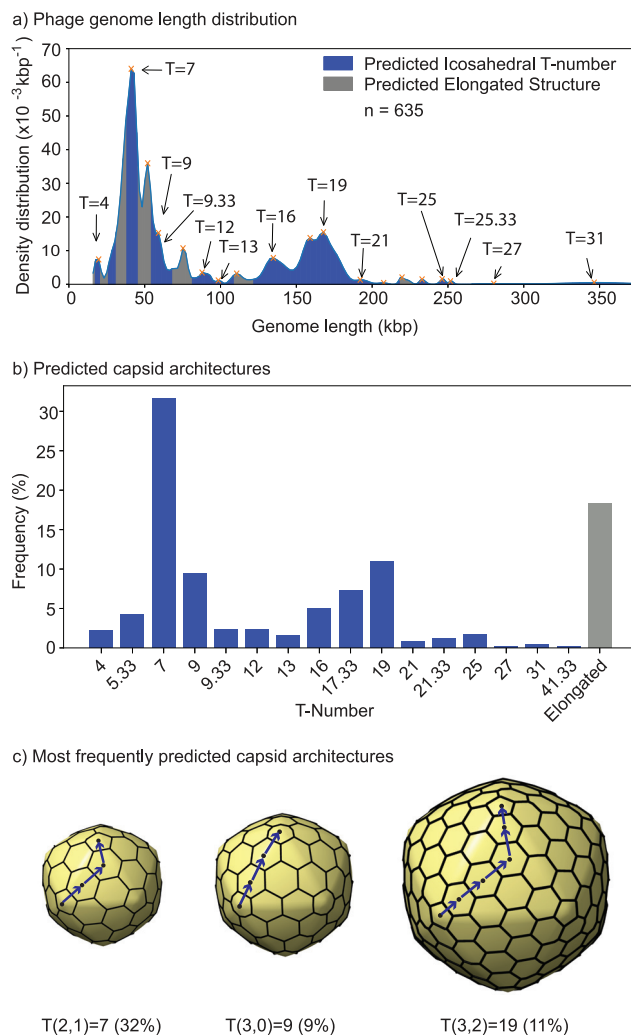 a) Phage genome length distribution
Density distribution (x10⁻³kbp⁻¹)
70
60
50
40
30
20
10
0
Predicted Icosahedral T-number
Predicted Elongated Structure
n = 635
T=7
T=4
T=9
T=9.33
T=12
T=13
T=16
T=19
T=21
T=25
T=25.33
T=27
T=31
0 50 100 150 200 250 300 350
Genome length (kbp)
b) Predicted capsid architectures
Frequency (%)
30
25
20
15
10
5
0
4 5.33 7 9 9.33 12 13 16 17.33 19 21 21.33 25 27 31 41.33 Elongated
T-Number
c) Most frequently predicted capsid architectures
T(2,1)=7 (32%) T(3,0)=9 (9%) T(3,2)=19 (11%)